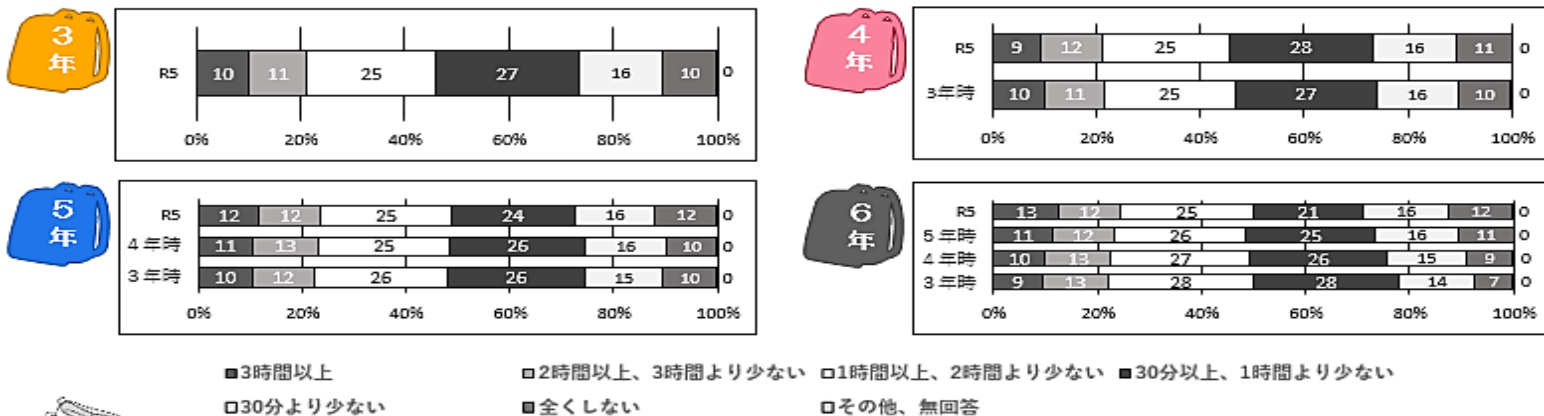 3
年
R5 10 11 25 27 16 10 0
0% 20% 40% 60% 80% 100%
4
年
R5 9 12 25 28 16 11 0
3年時 10 11 25 27 16 10 0
0% 20% 40% 60% 80% 100%
5
年
R5 12 12 25 24 16 12 0
4年時 11 13 25 26 16 10 0
3年時 10 12 26 26 15 10 0
0% 20% 40% 60% 80% 100%
6
年
R5 13 12 25 21 16 12 0
5年時 11 12 26 25 16 11 0
4年時 10 13 27 26 15 9 0
3年時 9 13 28 28 14 7 0
0% 20% 40% 60% 80% 100%
■3時間以上 □2時間以上、3時間より少ない □1時間以上、2時間より少ない ■30分以上、1時間より少ない
□30分より少ない ■全くしない □その他、無回答